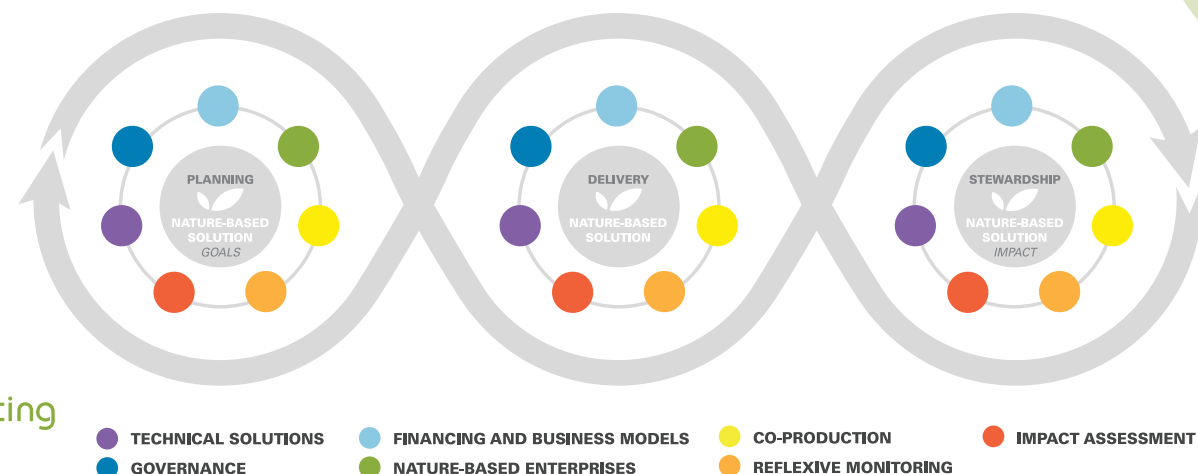 PLANNING
NATURE-BASED
SOLUTION
GOALS
DELIVERY
NATURE-BASED
SOLUTION
STEWARDSHIP
NATURE-BASED
SOLUTION
IMPACT
TECHNICAL SOLUTIONS
FINANCING AND BUSINESS MODELS
CO-PRODUCTION
IMPACT ASSESSMENT
GOVERNANCE
NATURE-BASED ENTERPRISES
REFLEXIVE MONITORING